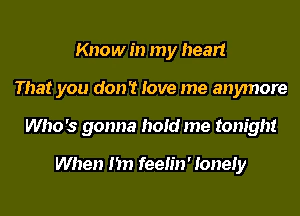 Know in my heart
That you don't love me anymore
Who's gonna hold me tonight
When I'm feelin' lonely